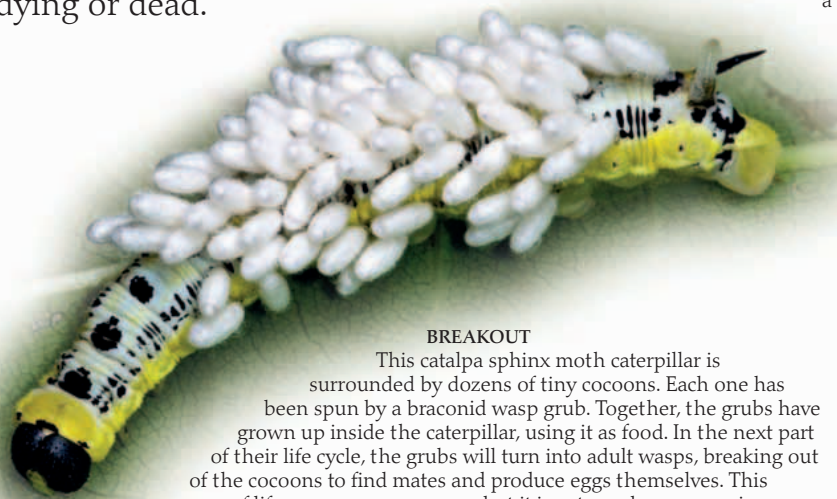 dying or dead.
a
BREAKOUT
This catalpa sphinx moth caterpillar is
surrounded by dozens of tiny cocoons. Each one has
been spun by a braconid wasp grub. Together, the grubs have
grown up inside the caterpillar, using it as food. In the next part
of their life cycle, the grubs will turn into adult wasps, breaking out
of the cocoons to find mates and produce eggs themselves. This